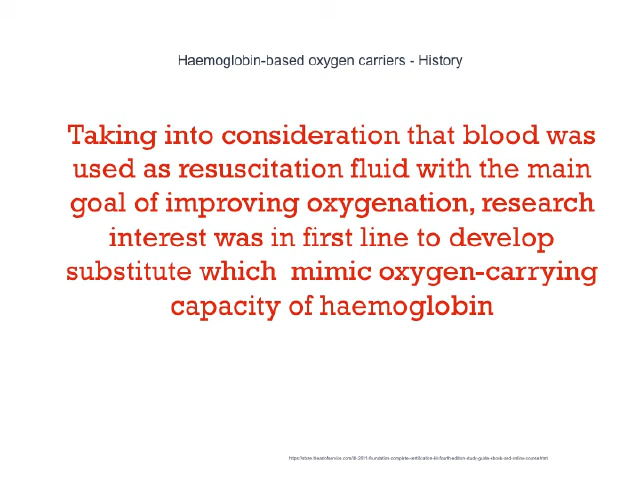 Haemoglobin-based oxygen carriers - History
Taking into consideration that blood was
used as resuscitation fluid with the main
goal of improving oxygenation, research
interest was in first line to develop
substitute which  mimic oxygen-carrying
capacity of haemoglobin